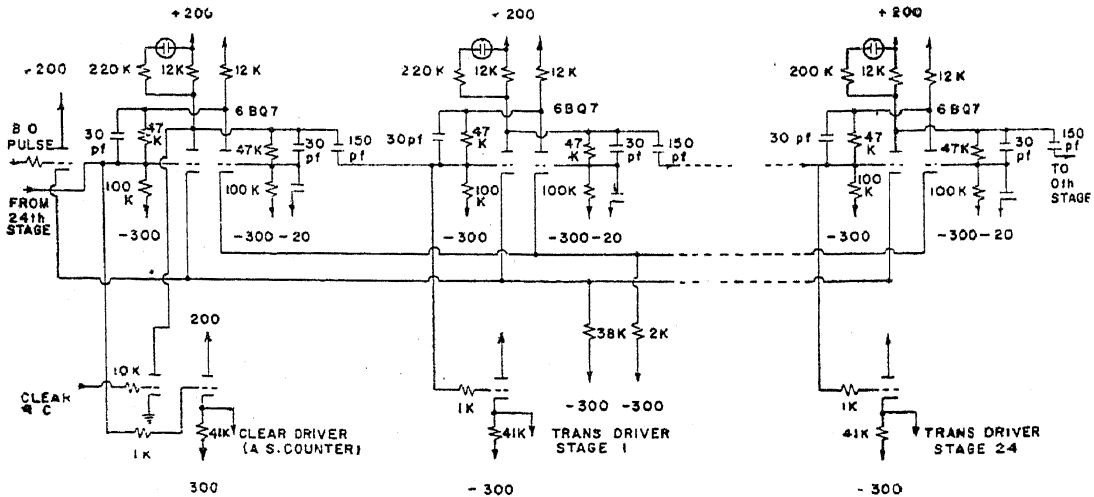 +200
- 200
+ 200
-200
220K
12K
12K
220K
12K
12K
200K
12K
12K
6BQ7
6BQ7
6BQ7
80 PULSE
30 pf
47 K
47K
30 pf
150 pf
30pf
47 K
47 K
30 pf
150 pf
30 pf
47 K
47K
30 pf
150 pf
FROM 24th STAGE
100 K
100 K
100 K
100K
100 K
100K
TO 0th STAGE
-300
-300 -20
-300
-300 -20
-300
-300 -20
200
38K
2K
10K
CLEAR
1K
41K
CLEAR DRIVER
(A S. COUNTER)
1K
41K
-300 -300
TRANS DRIVER
STAGE 1
1K
41K
TRANS DRIVER
STAGE 24
300
-300
- 300